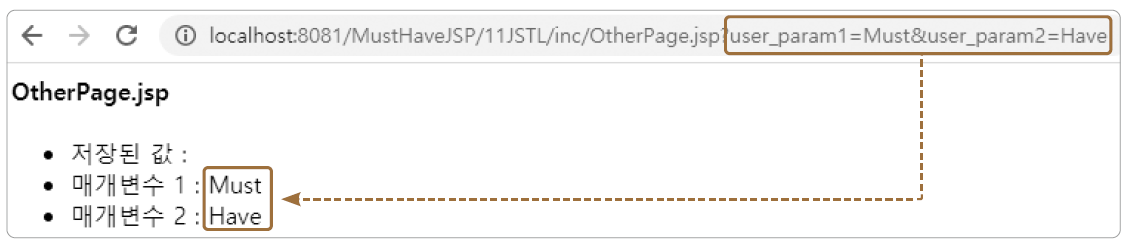 localhost:8081/MustHaveJSP/11JSTL/inc/OtherPage.jsp?user_param1=Must&user_param2=Have
OtherPage.jsp
• 저장된 값 :
• 매개변수 1 : Must
• 매개변수 2 : Have